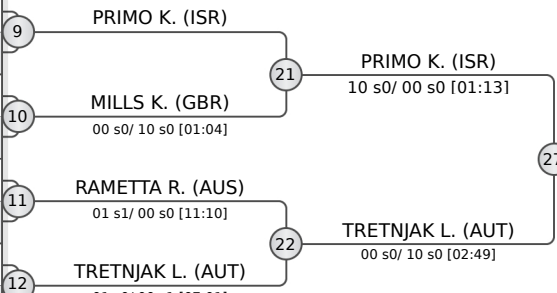 9
PRIMO K. (ISR)
21
PRIMO K. (ISR)
10 s0/ 00 s0 [01:13]
10
MILLS K. (GBR)
00 s0/ 10 s0 [01:04]
27
11
RAMETTA R. (AUS)
01 s1/ 00 s0 [11:10]
22
TRETNJAK L. (AUT)
00 s0/ 10 s0 [02:49]
12
TRETNJAK L. (AUT)